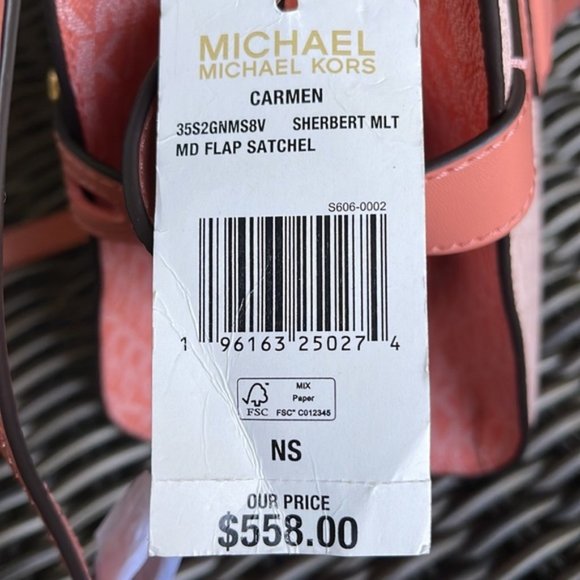 MICHAEL
MICHAEL KORS
CARMEN
35S2GNMS8V SHERBERT MLT
MD FLAP SATCHEL
S606-0002
1 96163 25027 4
FSC
MIX
Paper
FSC® C012345
NS
OUR PRICE
$558.00